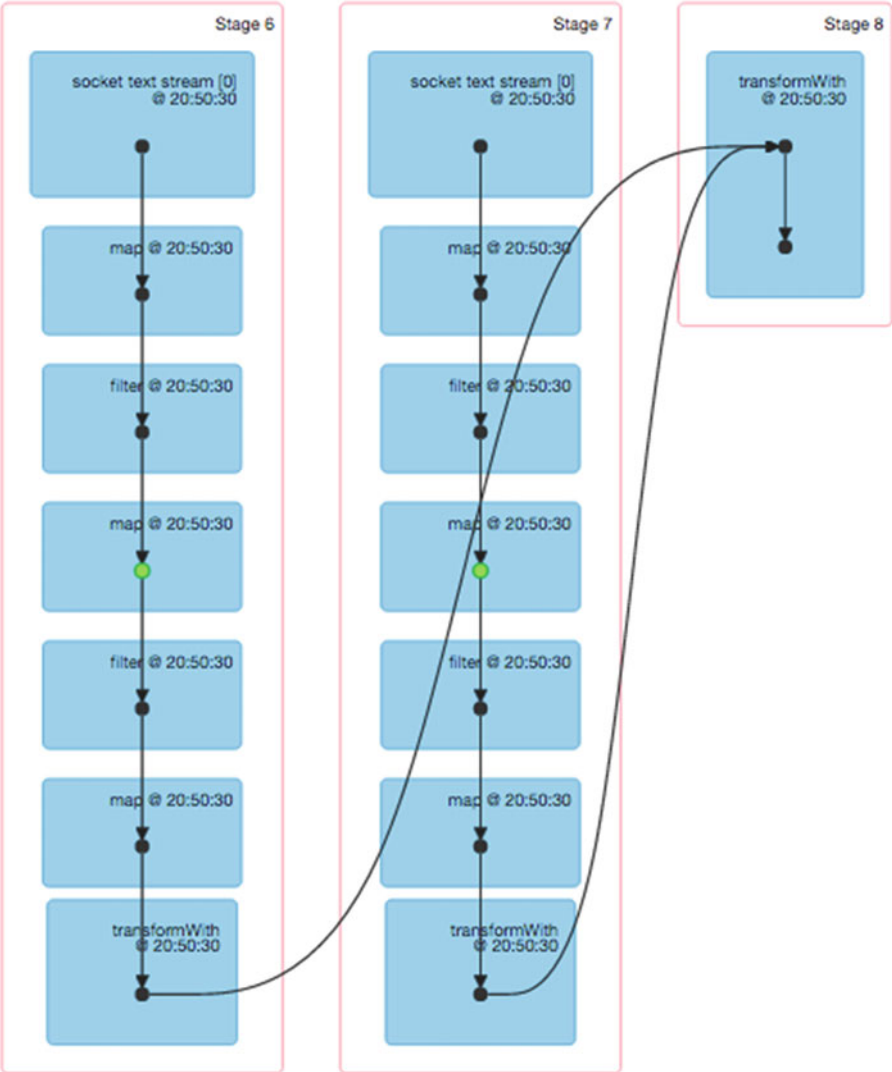 Stage 6
socket text stream [0]
@ 20:50:30
map @ 20:50:30
filter @ 20:50:30
map @ 20:50:30
filter @ 20:50:30
map @ 20:50:30
transformWith
@ 20:50:30
Stage 7
socket text stream [0]
@ 20:50:30
map @ 20:50:30
filter @ 20:50:30
map @ 20:50:30
filter @ 20:50:30
map @ 20:50:30
transformWith
@ 20:50:30
Stage 8
transformWith
@ 20:50:30